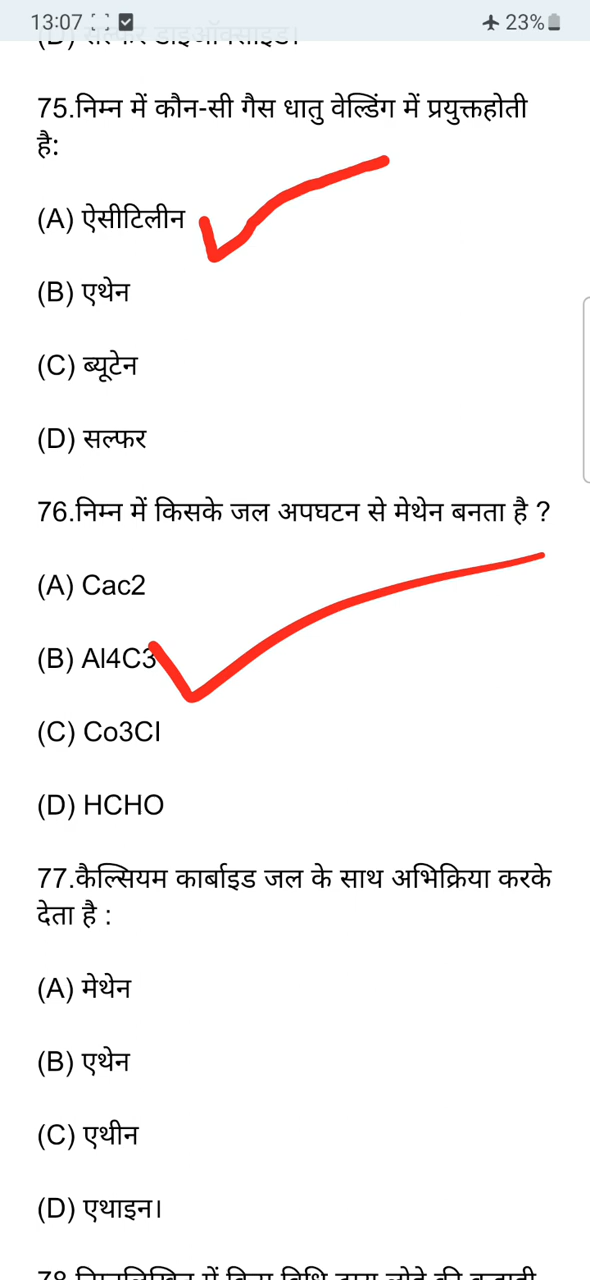 13:07
23%
75.निम्न में कौन-सी गैस धातु वेल्डिंग में प्रयुक्तहोती
है:
(A) ऐसीटिलीन
(B) एथेन
(C) ब्यूटेन
(D) सल्फर
76.निम्न में किसके जल अपघटन से मेथेन बनता है ?
(A) Cac2
(B) Al4C3
(C) Co3Cl
(D) HCHO
77.कैल्सियम कार्बाइड जल के साथ अभिक्रिया करके
देता है :
(A) मेथेन
(B) एथेन
(C) एथीन
(D) एथाइन।